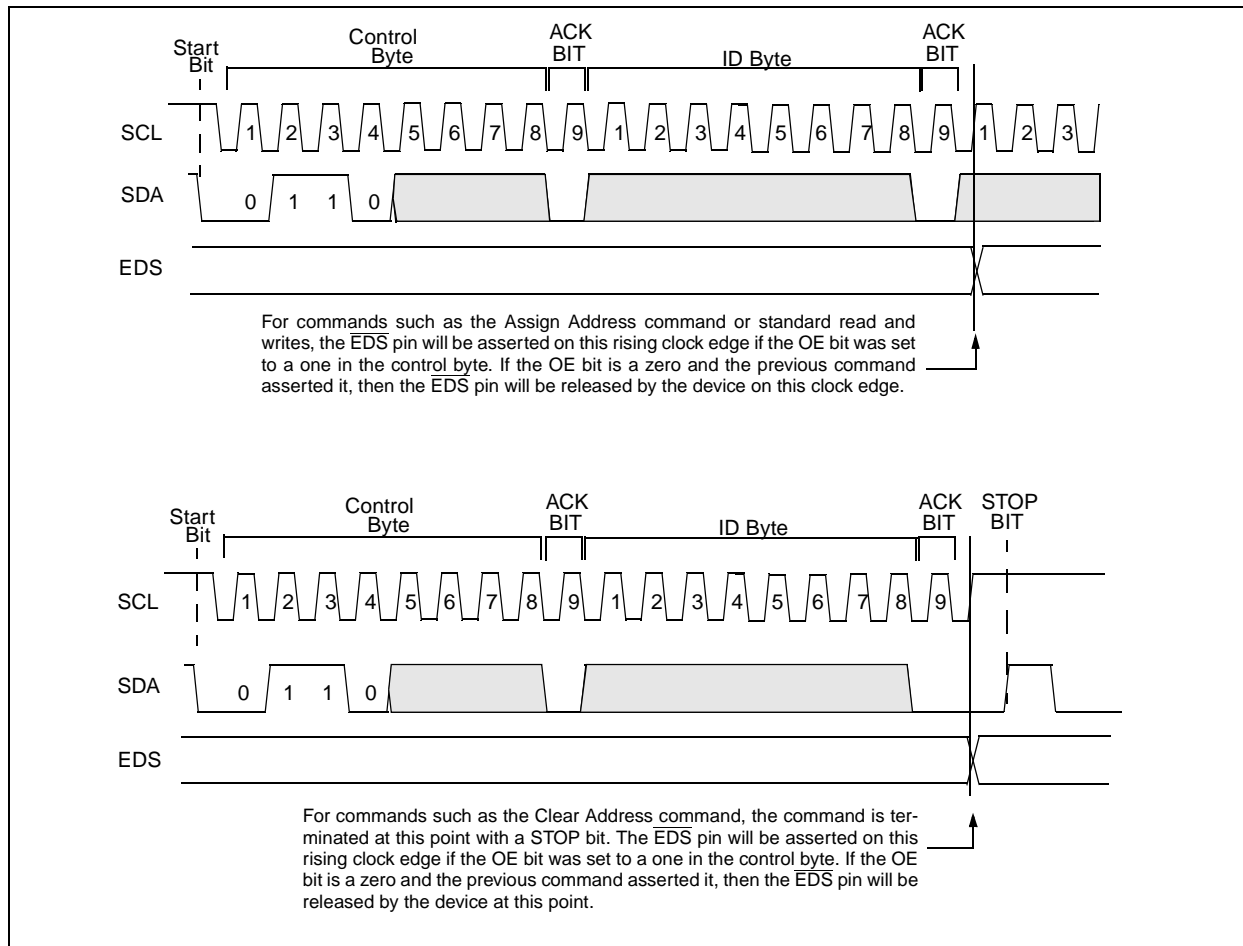 Start
Bit
Control
Byte
ACK
BIT
ID Byte
ACK
BIT
SCL
1 2 3 4 5 6 7 8 9 1 2 3 4 5 6 7 8 9 1 2 3
SDA
0 1 1 0
EDS
For commands such as the Assign Address command or standard read and
writes, the EDS pin will be asserted on this rising clock edge if the OE bit was set
to a one in the control byte. If the OE bit is a zero and the previous command
asserted it, then the EDS pin will be released by the device on this clock edge.
Start
Bit
Control
Byte
ACK
BIT
ID Byte
ACK
BIT
STOP
BIT
SCL
1 2 3 4 5 6 7 8 9 1 2 3 4 5 6 7 8 9
SDA
0 1 1 0
EDS
For commands such as the Clear Address command, the command is ter-
minated at this point with a STOP bit. The EDS pin will be asserted on this
rising clock edge if the OE bit was set to a one in the control byte. If the OE
bit is a zero and the previous command asserted it, then the EDS pin will be
released by the device at this point.